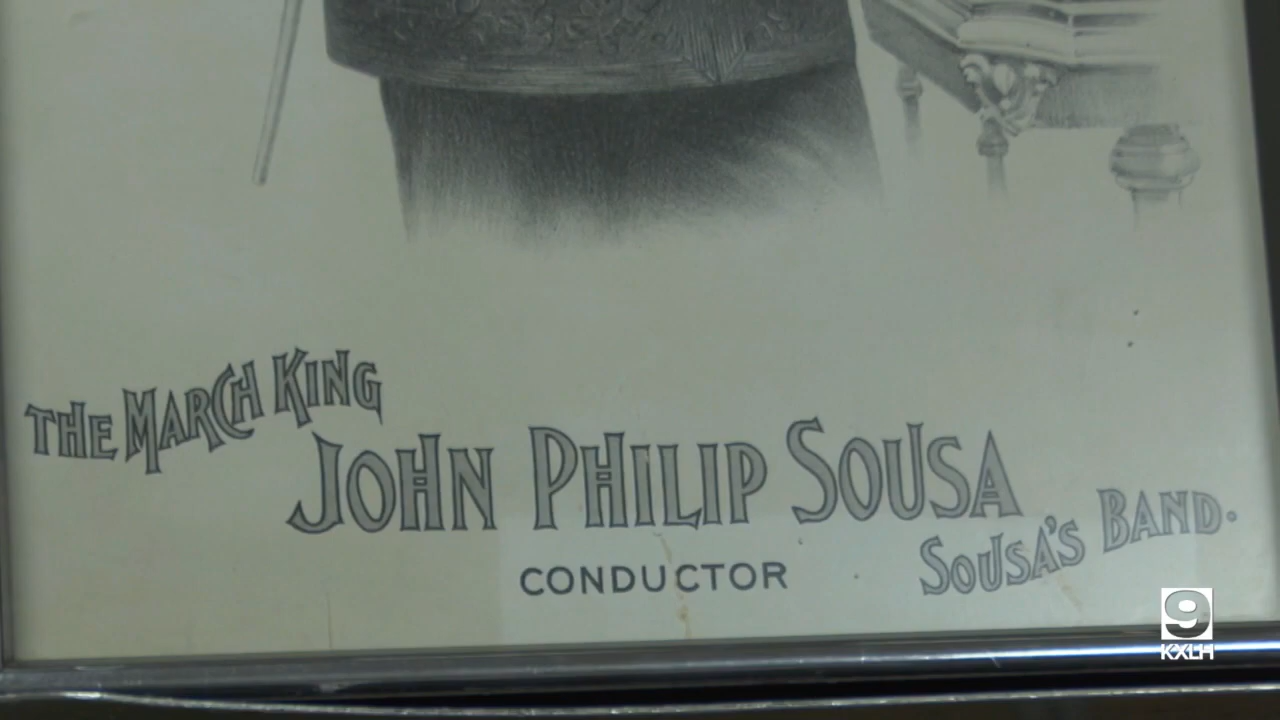 THE MARCH KING
JOHN PHILIP SOUSA
SOUSA'S BAND.
CONDUCTOR
9
KXLH